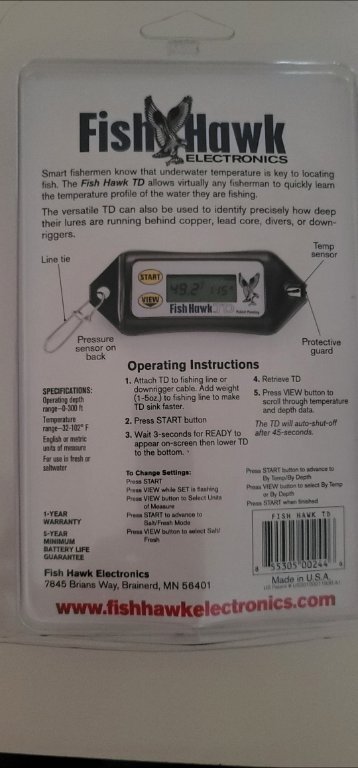 Fish Hawk
ELECTRONICS
Smart fishermen know that underwater temperature is key to locating
fish. The Fish Hawk TD allows virtually any fisherman to quickly learn
the temperature profile of the water they are fishing.
The versatile TD can also be used to identify precisely how deep
their lures are running behind copper, lead core, divers, or down-
riggers.
Line tie
Temp
sensor
START
VIEW
49.2° 115
Fish Hawk TD
Patent Pending
Pressure
sensor on
back
Protective
guard
Operating Instructions
SPECIFICATIONS:
Operating depth
range--0-300 ft
Temperature
range--32-102° F
English or metric
units of measure
For use in fresh or
saltwater
1. Attach TD to fishing line or
downrigger cable. Add weight
(1-5oz.) to fishing line to make
TD sink faster.
2. Press START button
3. Wait 3-seconds for READY to
appear on-screen then lower TD
to the bottom.
4. Retrieve TD
5. Press VIEW button to
scroll through temperature
and depth data.
The TD will auto-shut-off
after 45-seconds.
To Change Settings:
Press START
Press VIEW while SET is flashing
Press VIEW button to Select Units
of Measure
Press START to advance to
Salt/Fresh Mode
Press VIEW button to select Salt/
Fresh
Press START button to advance to
By Temp/By Depth
Press VIEW button to select By Temp
or By Depth
Press START when finished
1-YEAR
WARRANTY
5-YEAR
MINIMUM
BATTERY LIFE
GUARANTEE
FISH HAWK TD
8 55305 00244 6
Made in U.S.A.
Fish Hawk Electronics
7845 Brians Way, Brainerd, MN 56401
www.fishhawkelectronics.com